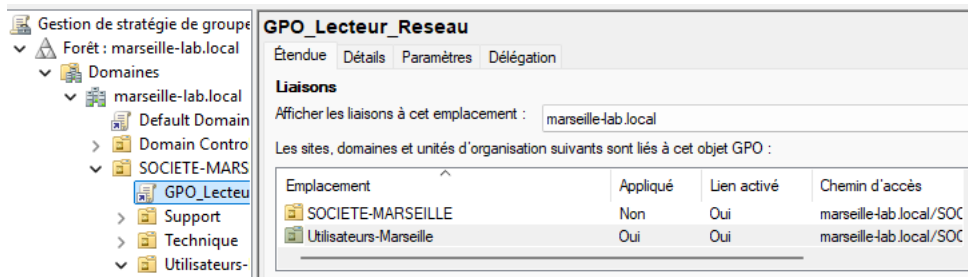 Gestion de stratégie de groupe
Forêt : marseille-lab.local
Domaines
marseille-lab.local
Default Domain
Domain Contro
SOCIETE-MARS
GPO_Lecteu
Support
Technique
Utilisateurs-
GPO_Lecteur_Reseau
Étendue Détails Paramètres Délégation
Liaisons
Afficher les liaisons à cet emplacement : marseille-lab.local
Les sites, domaines et unités d'organisation suivants sont liés à cet objet GPO :
Emplacement Appliqué Lien activé Chemin d'accès
SOCIETE-MARSEILLE Non Oui marseille-lab.local/SOC
Utilisateurs-Marseille Oui Oui marseille-lab.local/SOC